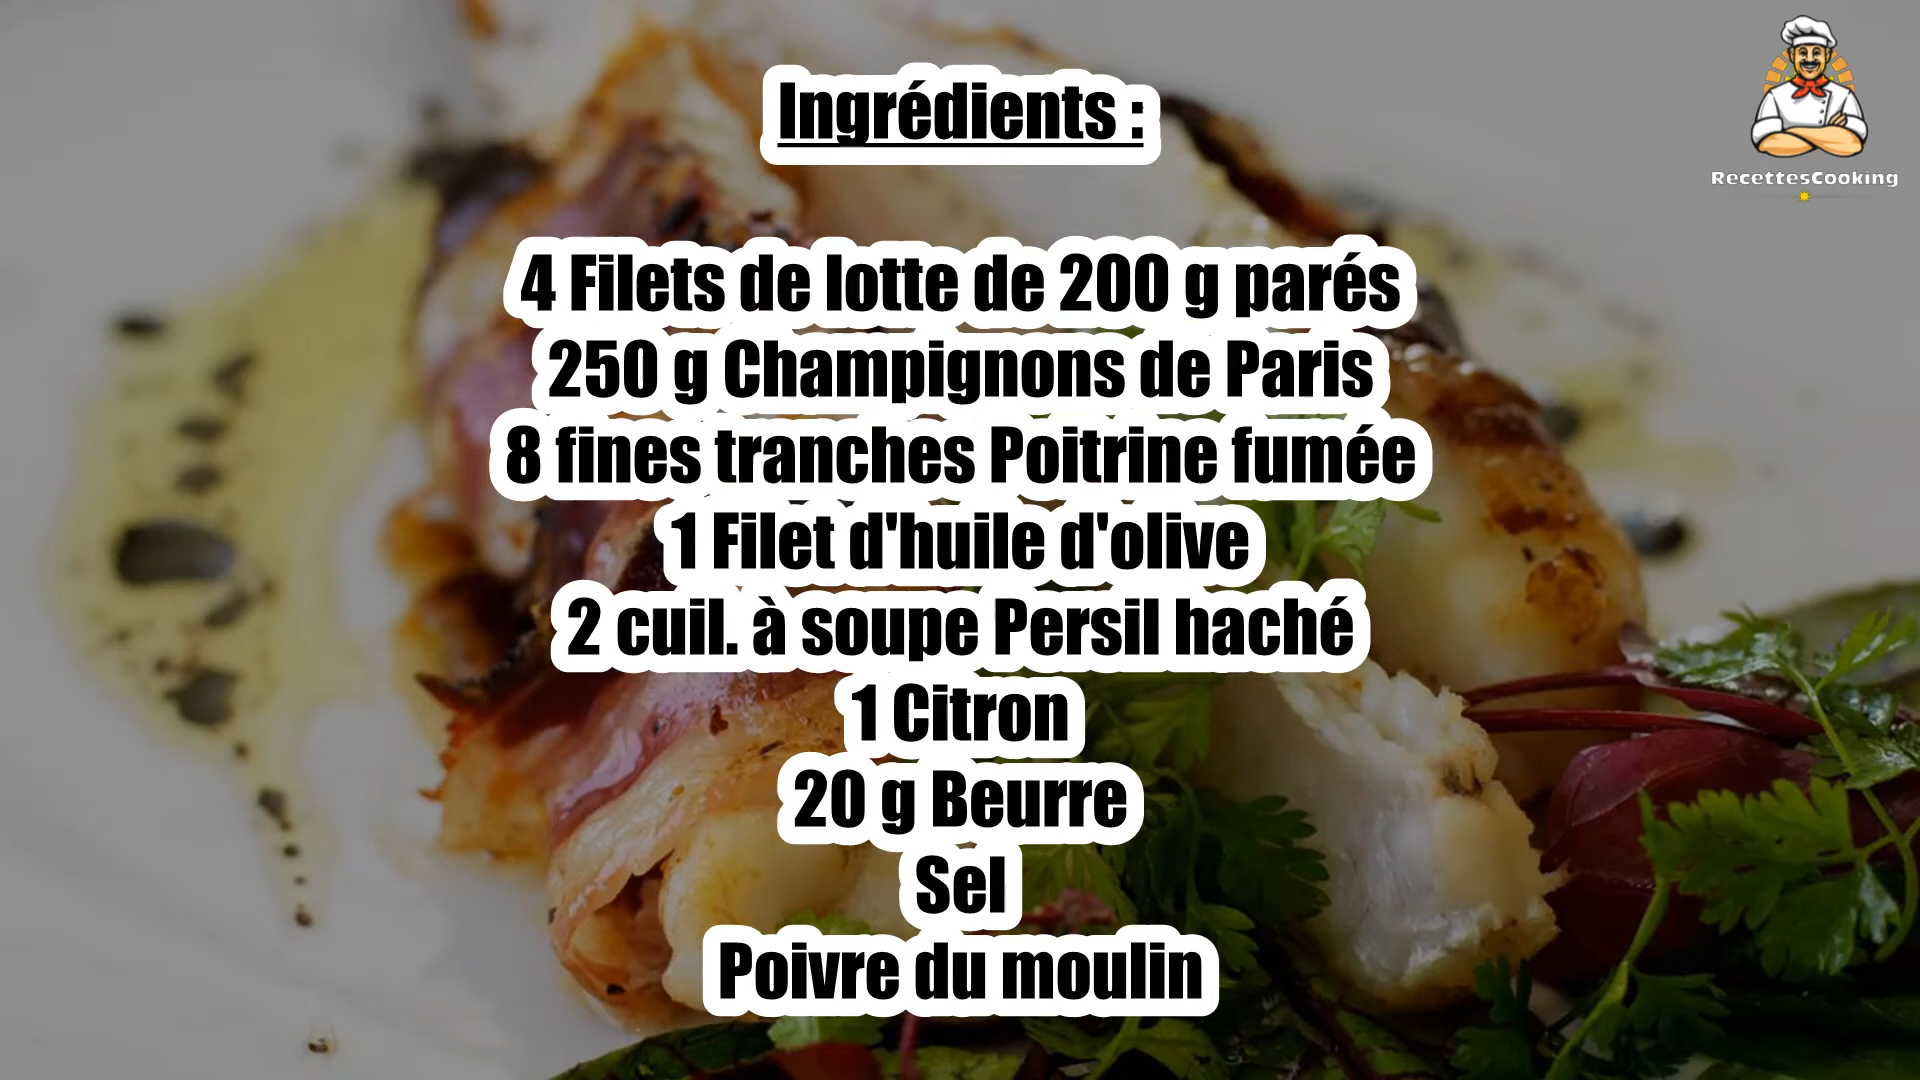 Ingrédients :
RecettesCooking
4 Filets de lotte de 200 g parés
250 g Champignons de Paris
8 fines tranches Poitrine fumée
1 Filet d'huile d'olive
2 cuil. à soupe Persil haché
1 Citron
20 g Beurre
Sel
Poivre du moulin